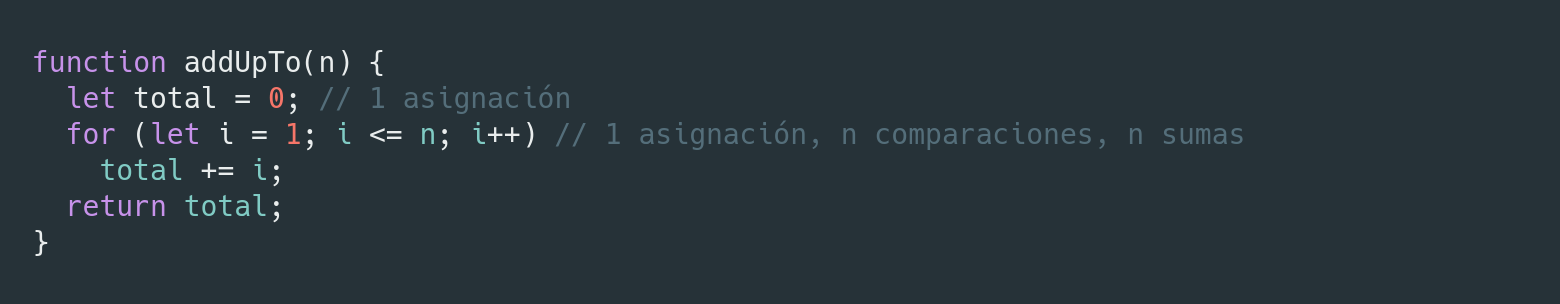 function addUpTo(n) {
  let total = 0; // 1 asignación
  for (let i = 1; i <= n; i++) // 1 asignación, n comparaciones, n sumas
    total += i;
  return total;
}